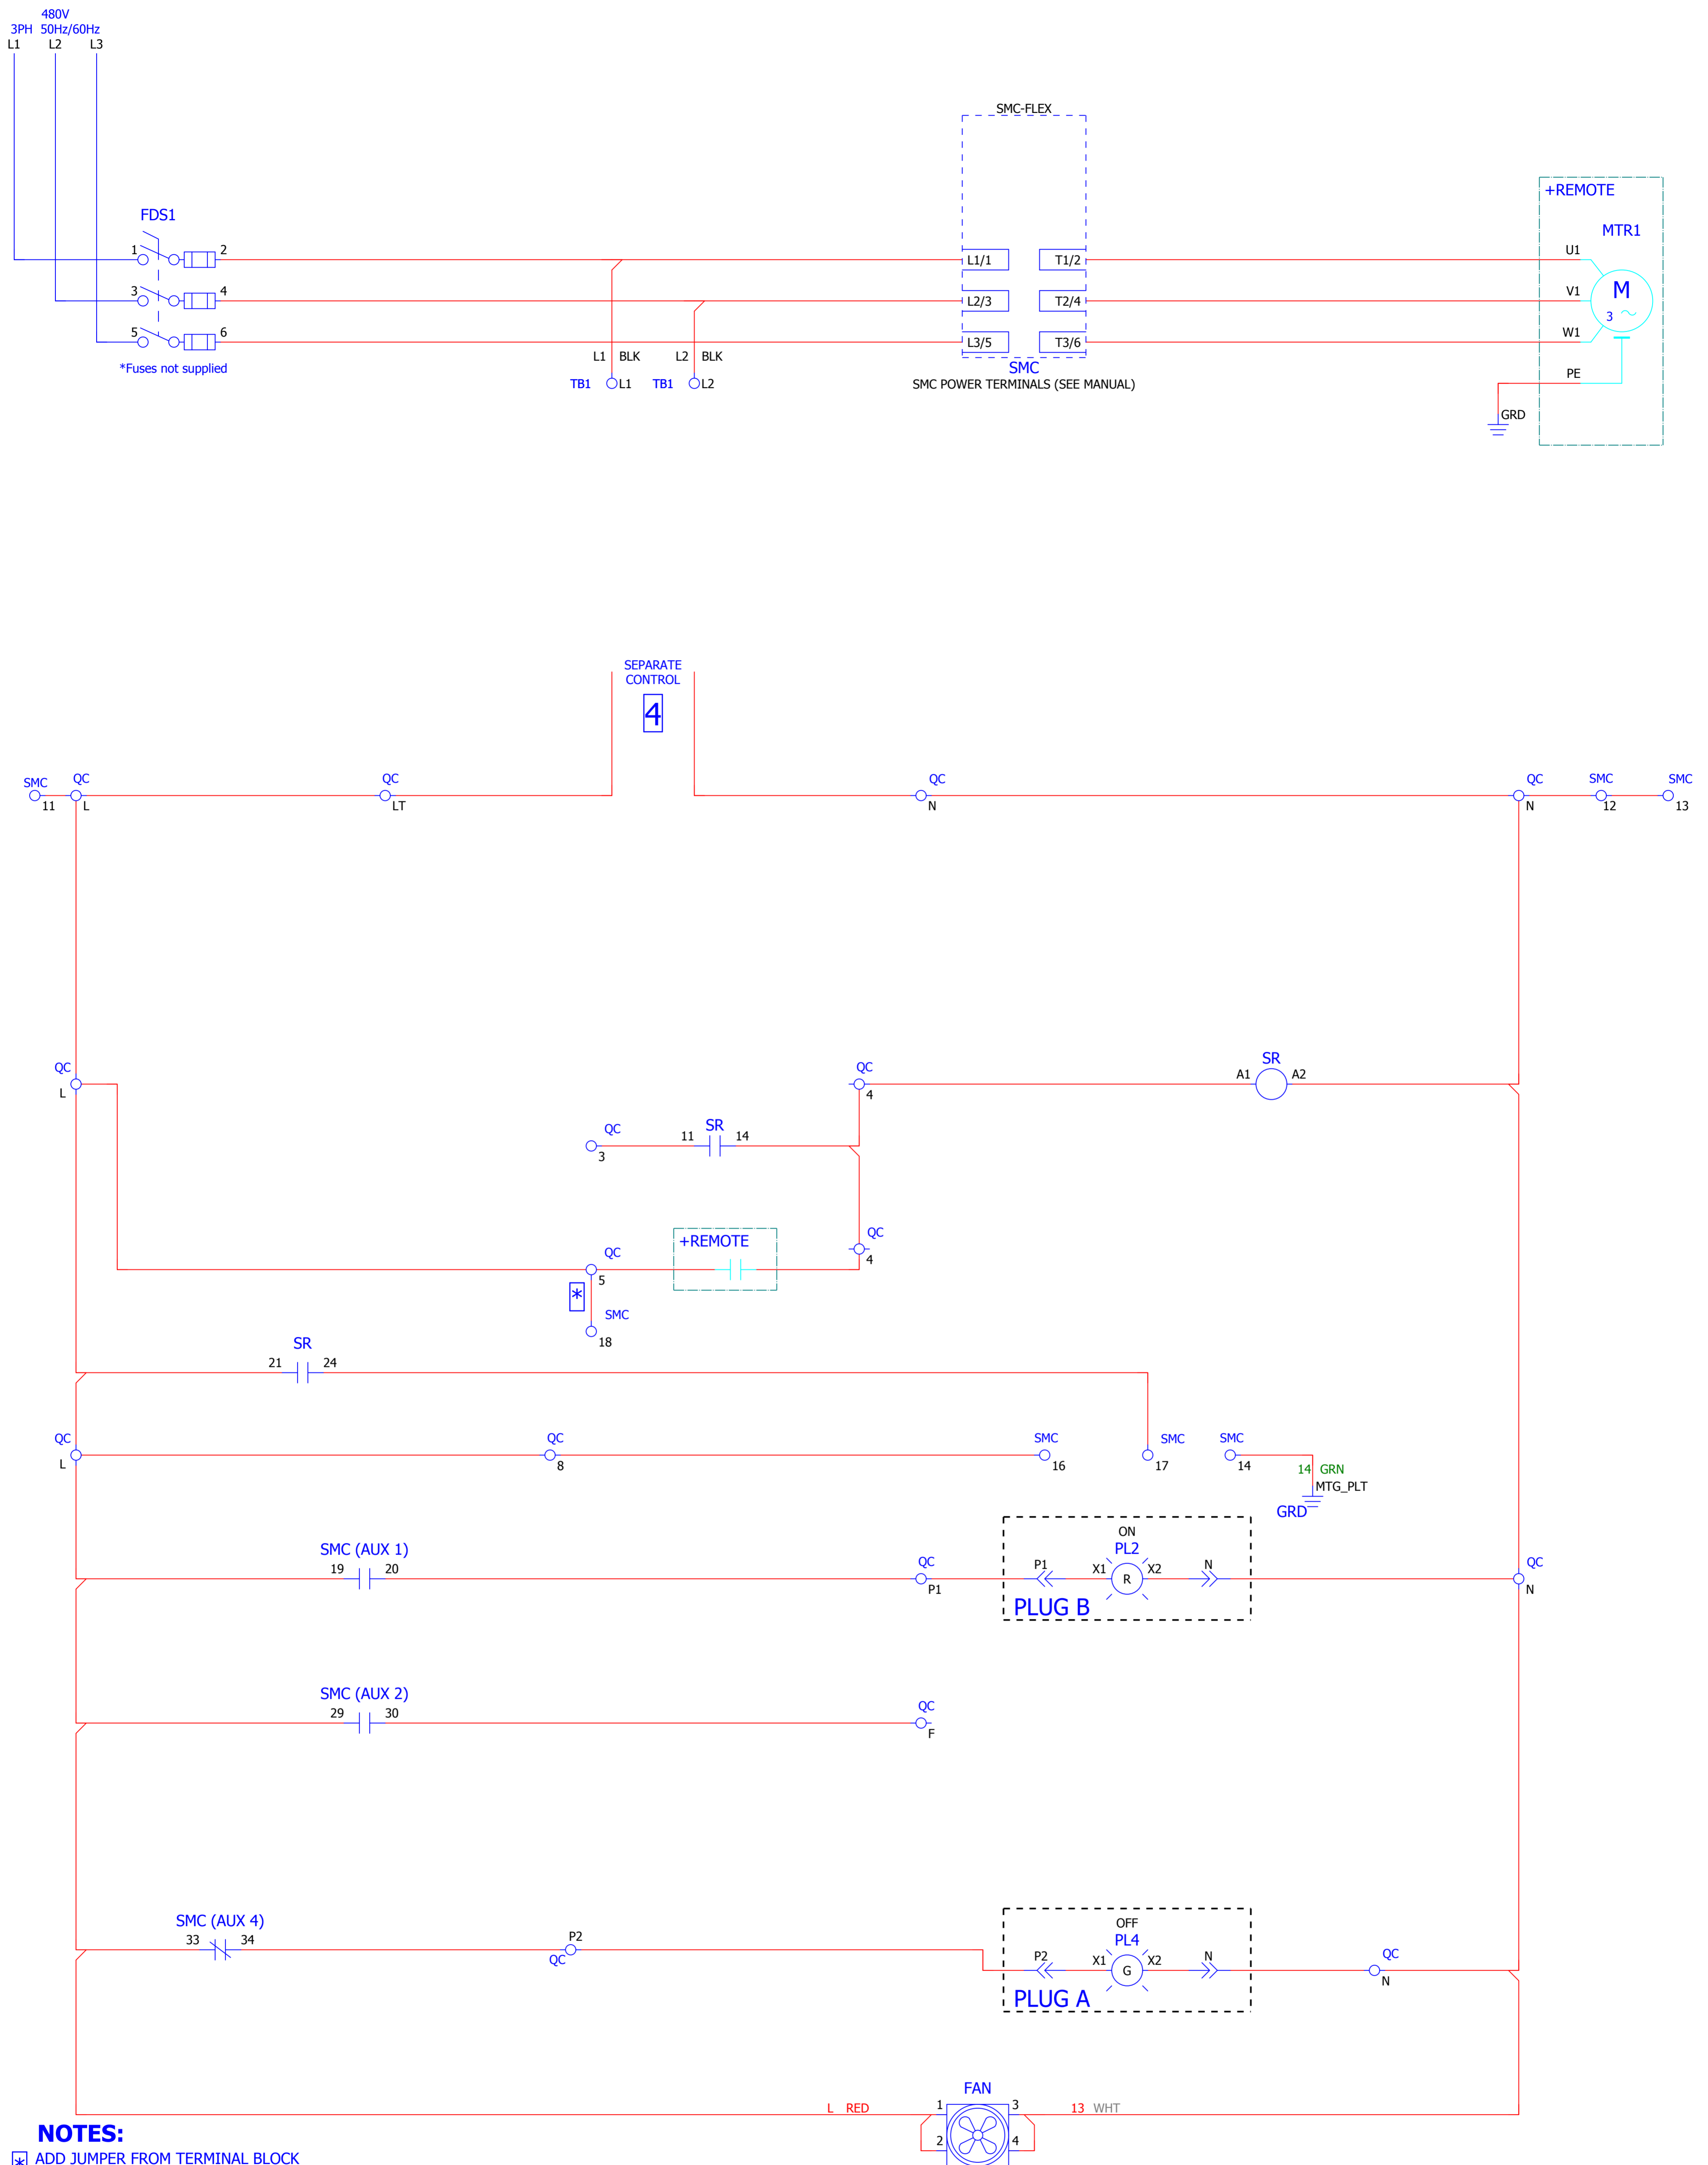 480V
3PH 50Hz/60Hz
L1 L2 L3
SMC-FLEX
+REMOTE
FDS1
MTR1
1 2 L1/1 T1/2 U1
3 4 L2/3 T2/4 V1 M
3
5 6 L3/5 T3/6 W1
*Fuses not supplied
L1 BLK L2 BLK
SMC
TB1 L1 TB1 L2
SMC POWER TERMINALS (SEE MANUAL)
PE
GRD
SEPARATE
CONTROL
4
SMC QC QC QC QC SMC SMC
11 L LT N N 12 13
QC QC SR
L 4 A1 A2
QC SR
3 11 14
QC +REMOTE QC
5 4
*
SMC
18
SR
21 24
QC QC SMC SMC SMC
L 8 16 17 14
14 GRN
MTG_PLT
GRD
ON
SMC (AUX 1) PL2
19 20 QC P1 X1 R X2 N QC
P1 N
PLUG B
SMC (AUX 2)
29 30 QC
F
SMC (AUX 4) OFF
33 34 P2 PL4
QC P2 X1 G X2 N QC
N
PLUG A
FAN
L RED 1 3 13 WHT
2 4
NOTES:
* ADD JUMPER FROM TERMINAL BLOCK